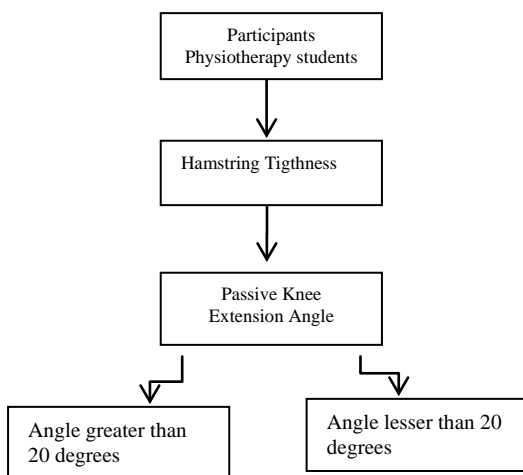 Participants
Physiotherapy students
Hamstring Tigthness
Passive Knee
Extension Angle
Angle greater than
20 degrees
Angle lesser than 20
degrees